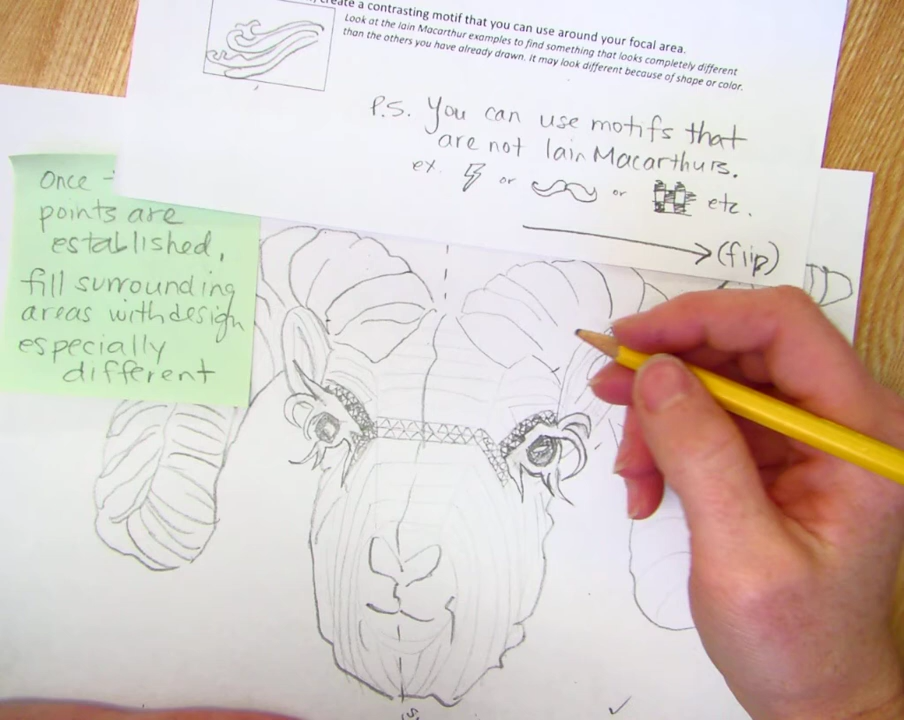 create a contrasting motif that you can use around your focal area.
Look at the Iain Macarthur examples to find something that looks completely different
than the others you have already drawn. It may look different because of shape or color.
P.S. You can use motifs that
are not Iain Macarthurs.
ex. or or etc.
(flip)
Once
points are
established,
fill surrounding
areas with design
especially
different